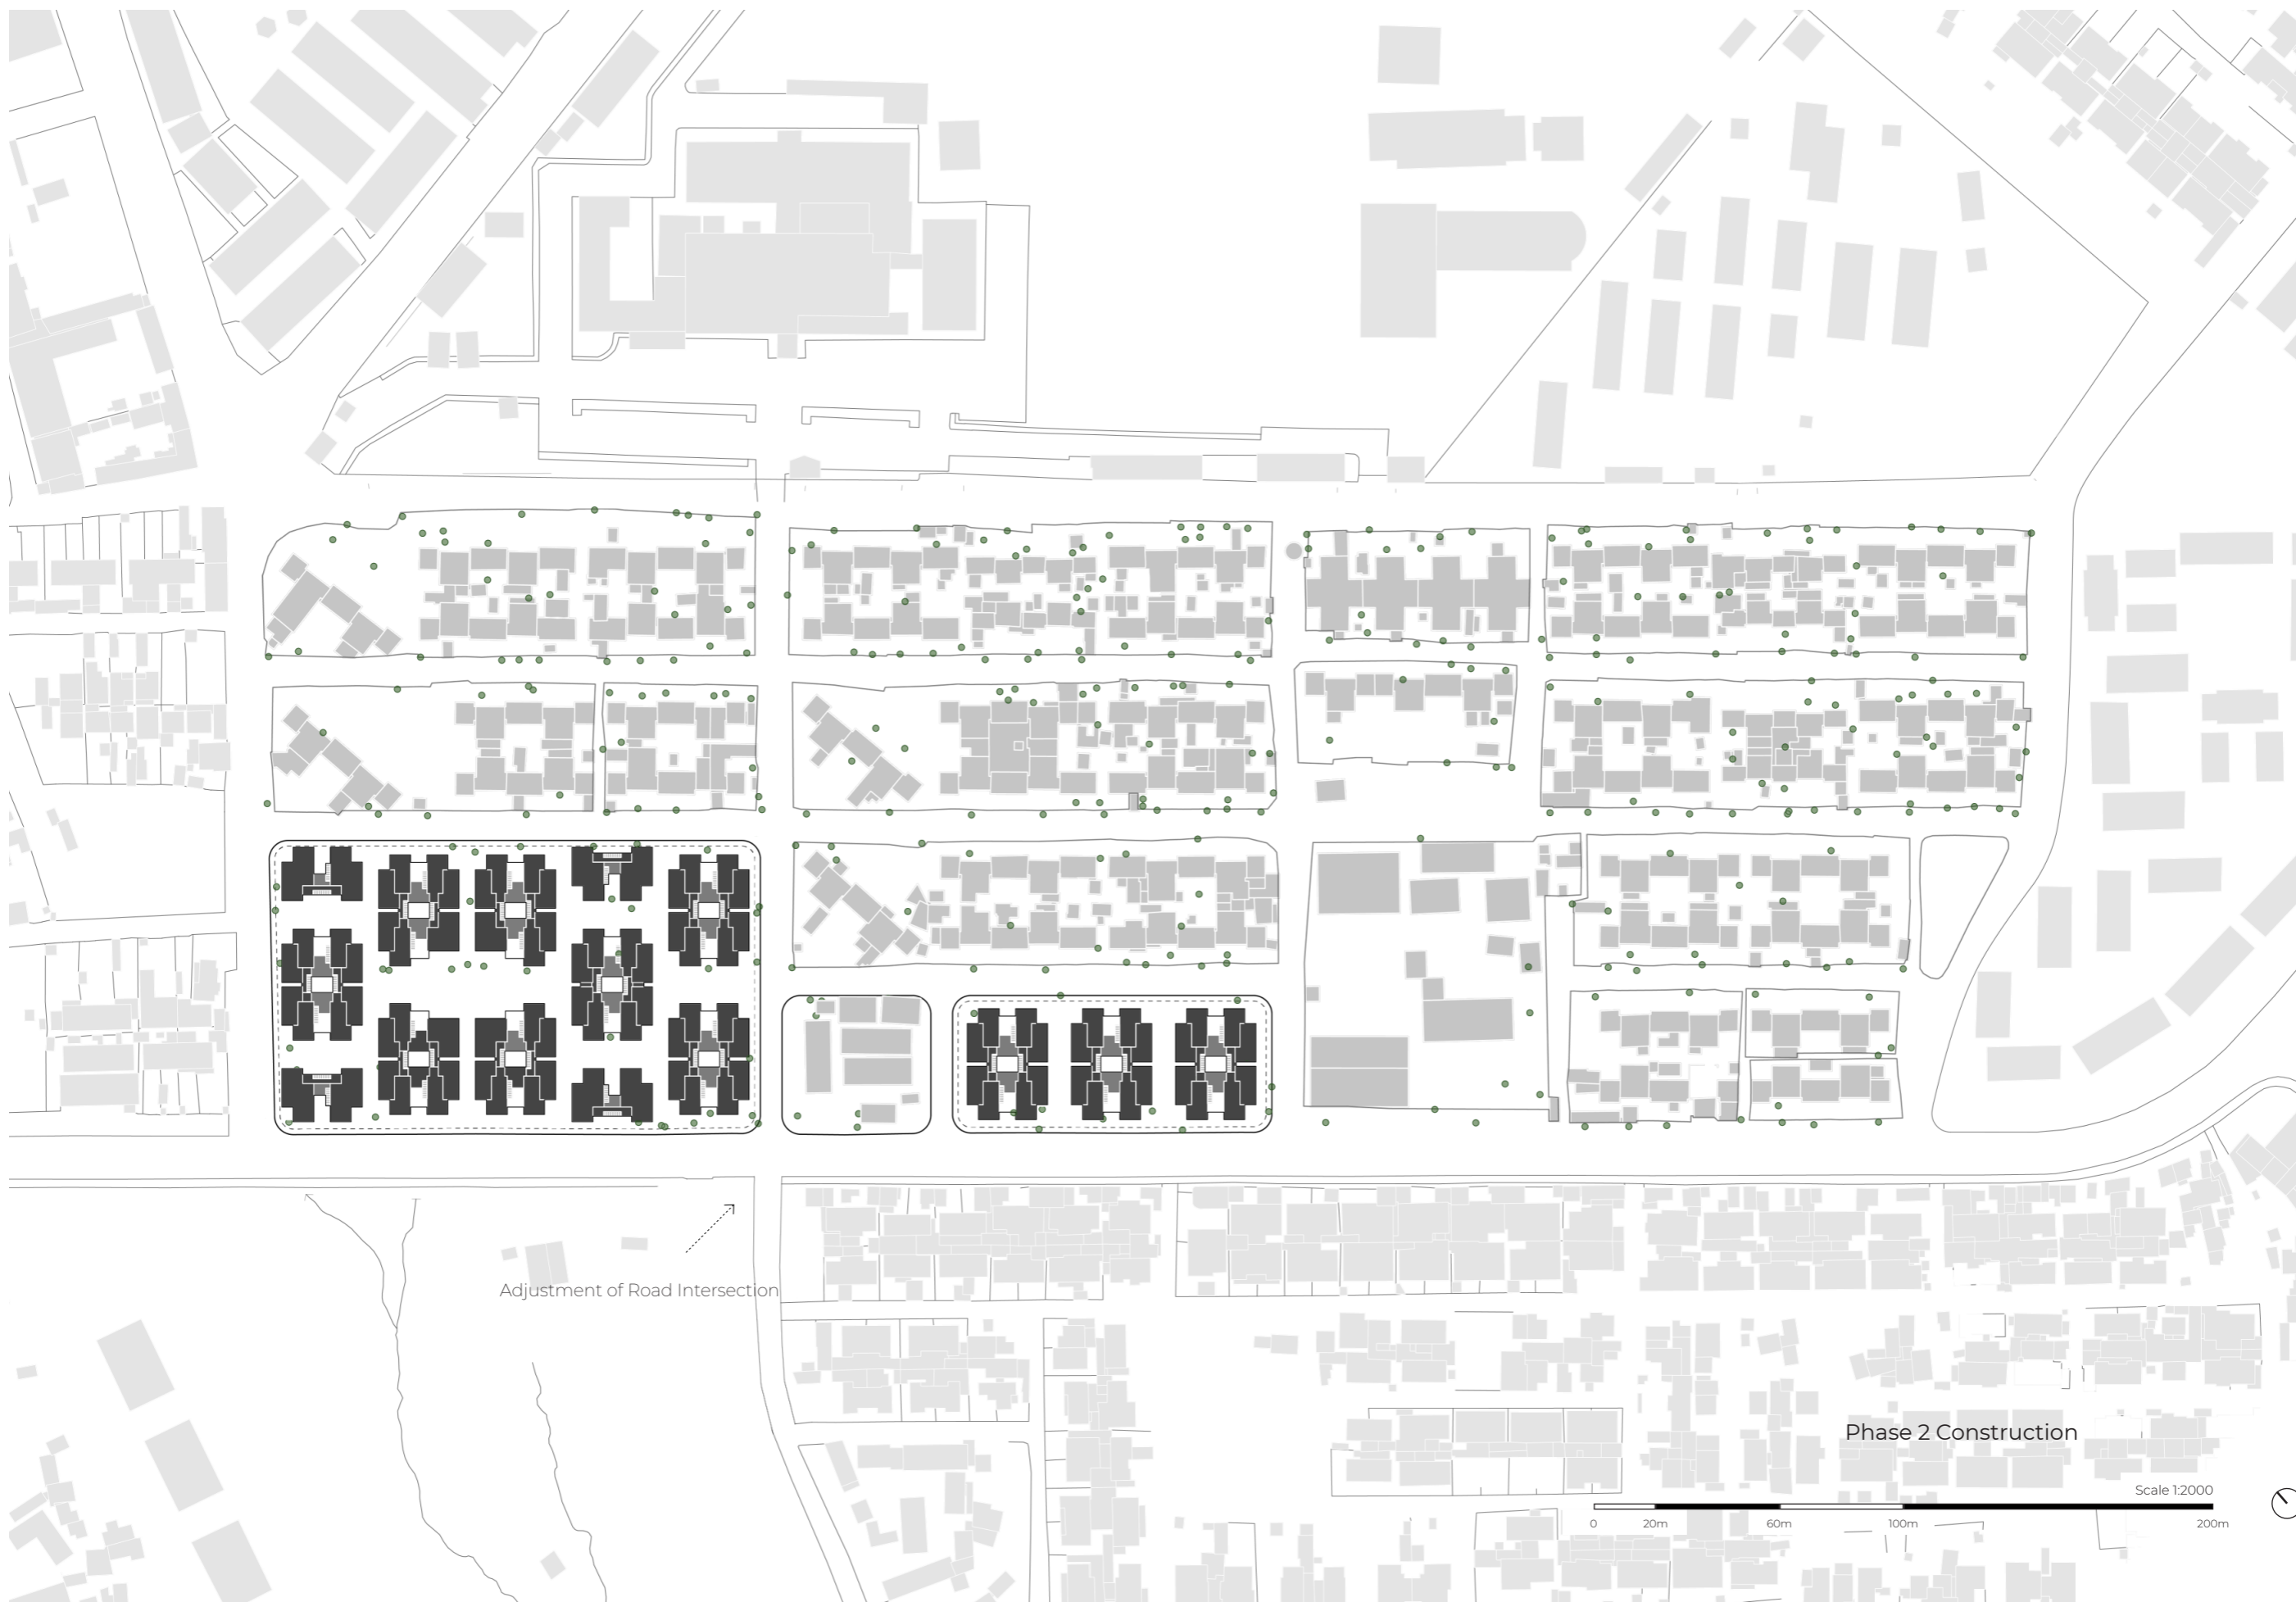 Adjustment of Road Intersection
Phase 2 Construction
Scale 1:2000
0 20m 60m 100m 200m